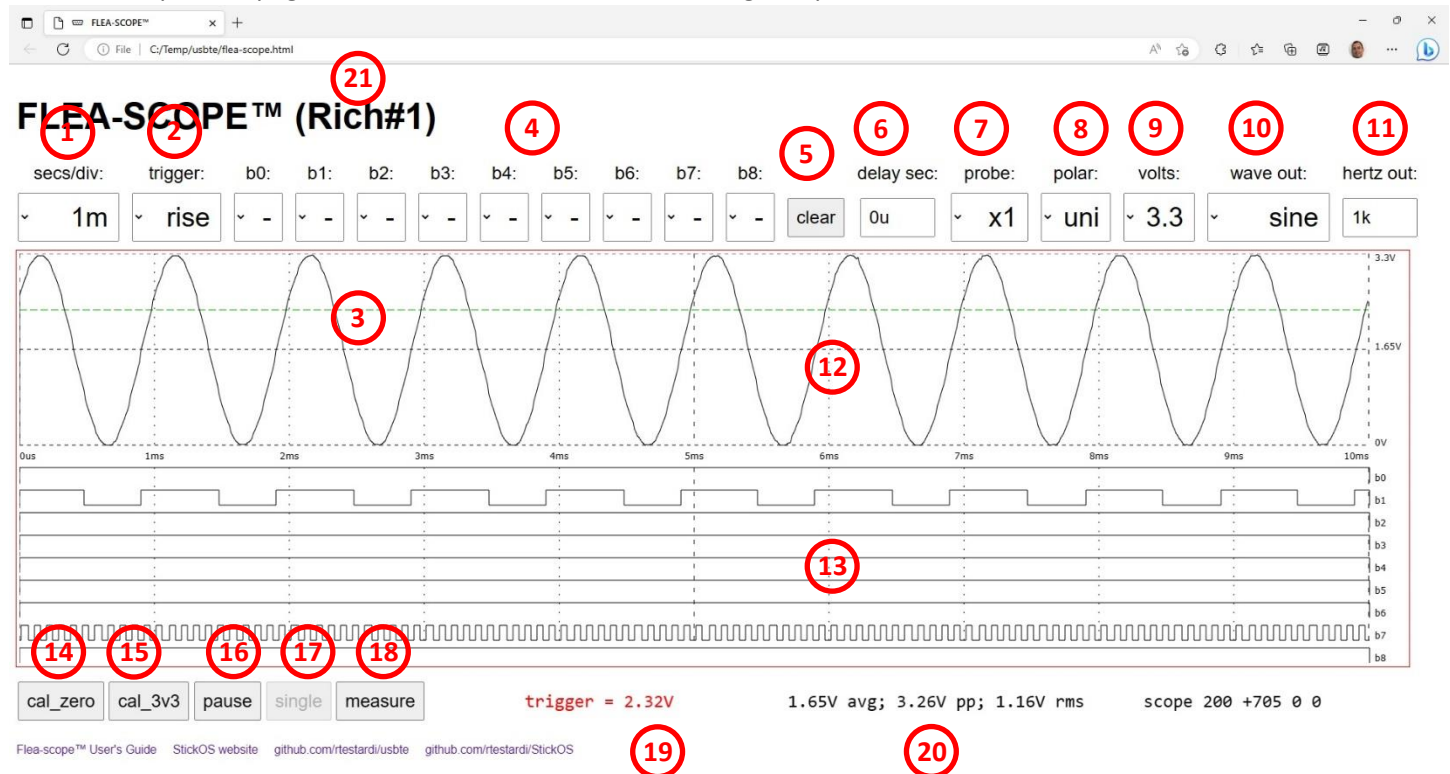 FLEA-SCOPE™
File C:/Temp/usbte/flea-scope.html
21
FLEA-SCOPE™ (Rich#1)
1 2 4 5 6 7 8 9 10 11
secs/div: trigger: b0: b1: b2: b3: b4: b5: b6: b7: b8: delay sec: probe: polar: volts: wave out: hertz out:
1m rise - - - - - - - - - clear 0u x1 uni 3.3 sine 1k
3.3V
3
1.65V
12
0V
0us 1ms 2ms 3ms 4ms 5ms 6ms 7ms 8ms 9ms 10ms
b0
b1
b2
b3
13
b4
b5
b6
b7
14 15 16 17 18
b8
cal_zero cal_3v3 pause single measure trigger = 2.32V 1.65V avg; 3.26V pp; 1.16V rms scope 200 +705 0 0
Flea-scope™ User's Guide StickOS website github.com/rtestardi/usbte github.com/rtestardi/StickOS
19 20